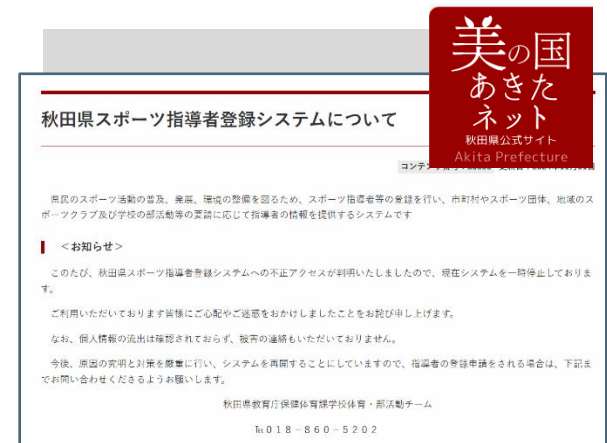 美の国
あきた
ネット
秋田県公式サイト
Akita Prefecture
秋田県スポーツ指導者登録システムについて
県民のスポーツ活動の普及、発展、環境の整備を図るため、スポーツ指導者等の登録を行い、市町村やスポーツ団体、地域のス
ポーツクラブ及び学校の部活動等の要請に応じて指導者の情報を提供するシステムです
<お知らせ>
このたび、秋田県スポーツ指導者登録システムへの不正アクセスが判明いたしましたので、現在システムを一時停止しておりま
す。
ご利用いただいております皆様にご心配やご迷惑をおかけしましたことをお詫び申し上げます。
なお、個人情報の流出は確認されておらず、被害の連絡もいただいておりません。
今後、原因の究明と対策を厳重に行い、システムを再開することにしていますので、指導者の登録申請をされる場合は、下記ま
でお問い合わせくださるようお願いします。
秋田県教育庁保健体育課学校体育・部活動チーム
℡018-860-5202